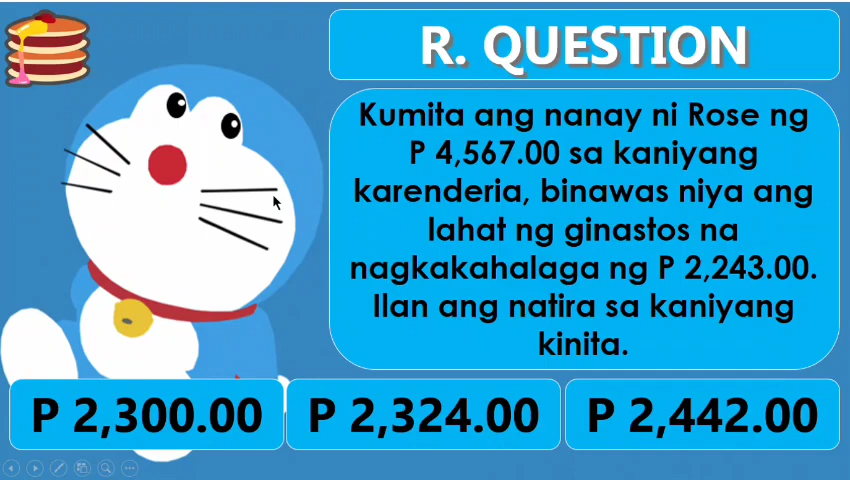 R. QUESTION
Kumita ang nanay ni Rose ng
P 4,567.00 sa kaniyang
karenderia, binawas niya ang
lahat ng ginastos na
nagkakahalaga ng P 2,243.00.
Ilan ang natira sa kaniyang
kinita.
P 2,300.00
P 2,324.00
P 2,442.00